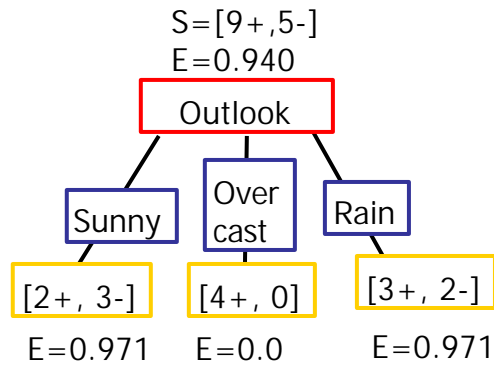 S=[9+,5-]
E=0.940
Outlook
Sunny
Over
cast
Rain
[2+, 3-]
[4+, 0]
[3+, 2-]
E=0.971
E=0.0
E=0.971